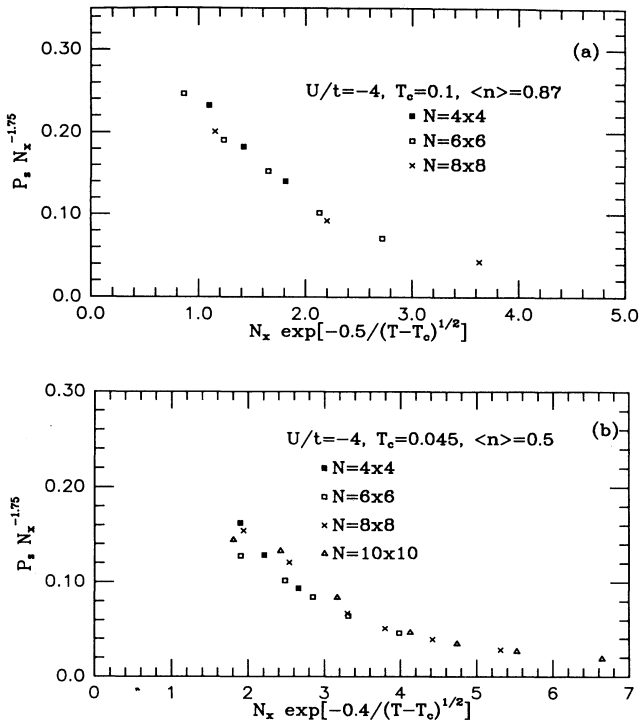 (a)
0.30
0.20
0.10
0.0
P_s N_x^-1.75
U/t=-4, T_c=0.1, <n>=0.87
■ N=4x4
□ N=6x6
× N=8x8
0.0 1.0 2.0 3.0 4.0 5.0
N_x exp[-0.5/(T-T_c)^1/2]
(b)
0.30
0.20
0.10
0.0
P_s N_x^-1.75
U/t=-4, T_c=0.045, <n>=0.5
■ N=4x4
□ N=6x6
× N=8x8
△ N=10x10
0 1 2 3 4 5 6 7
N_x exp[-0.4/(T-T_c)^1/2]